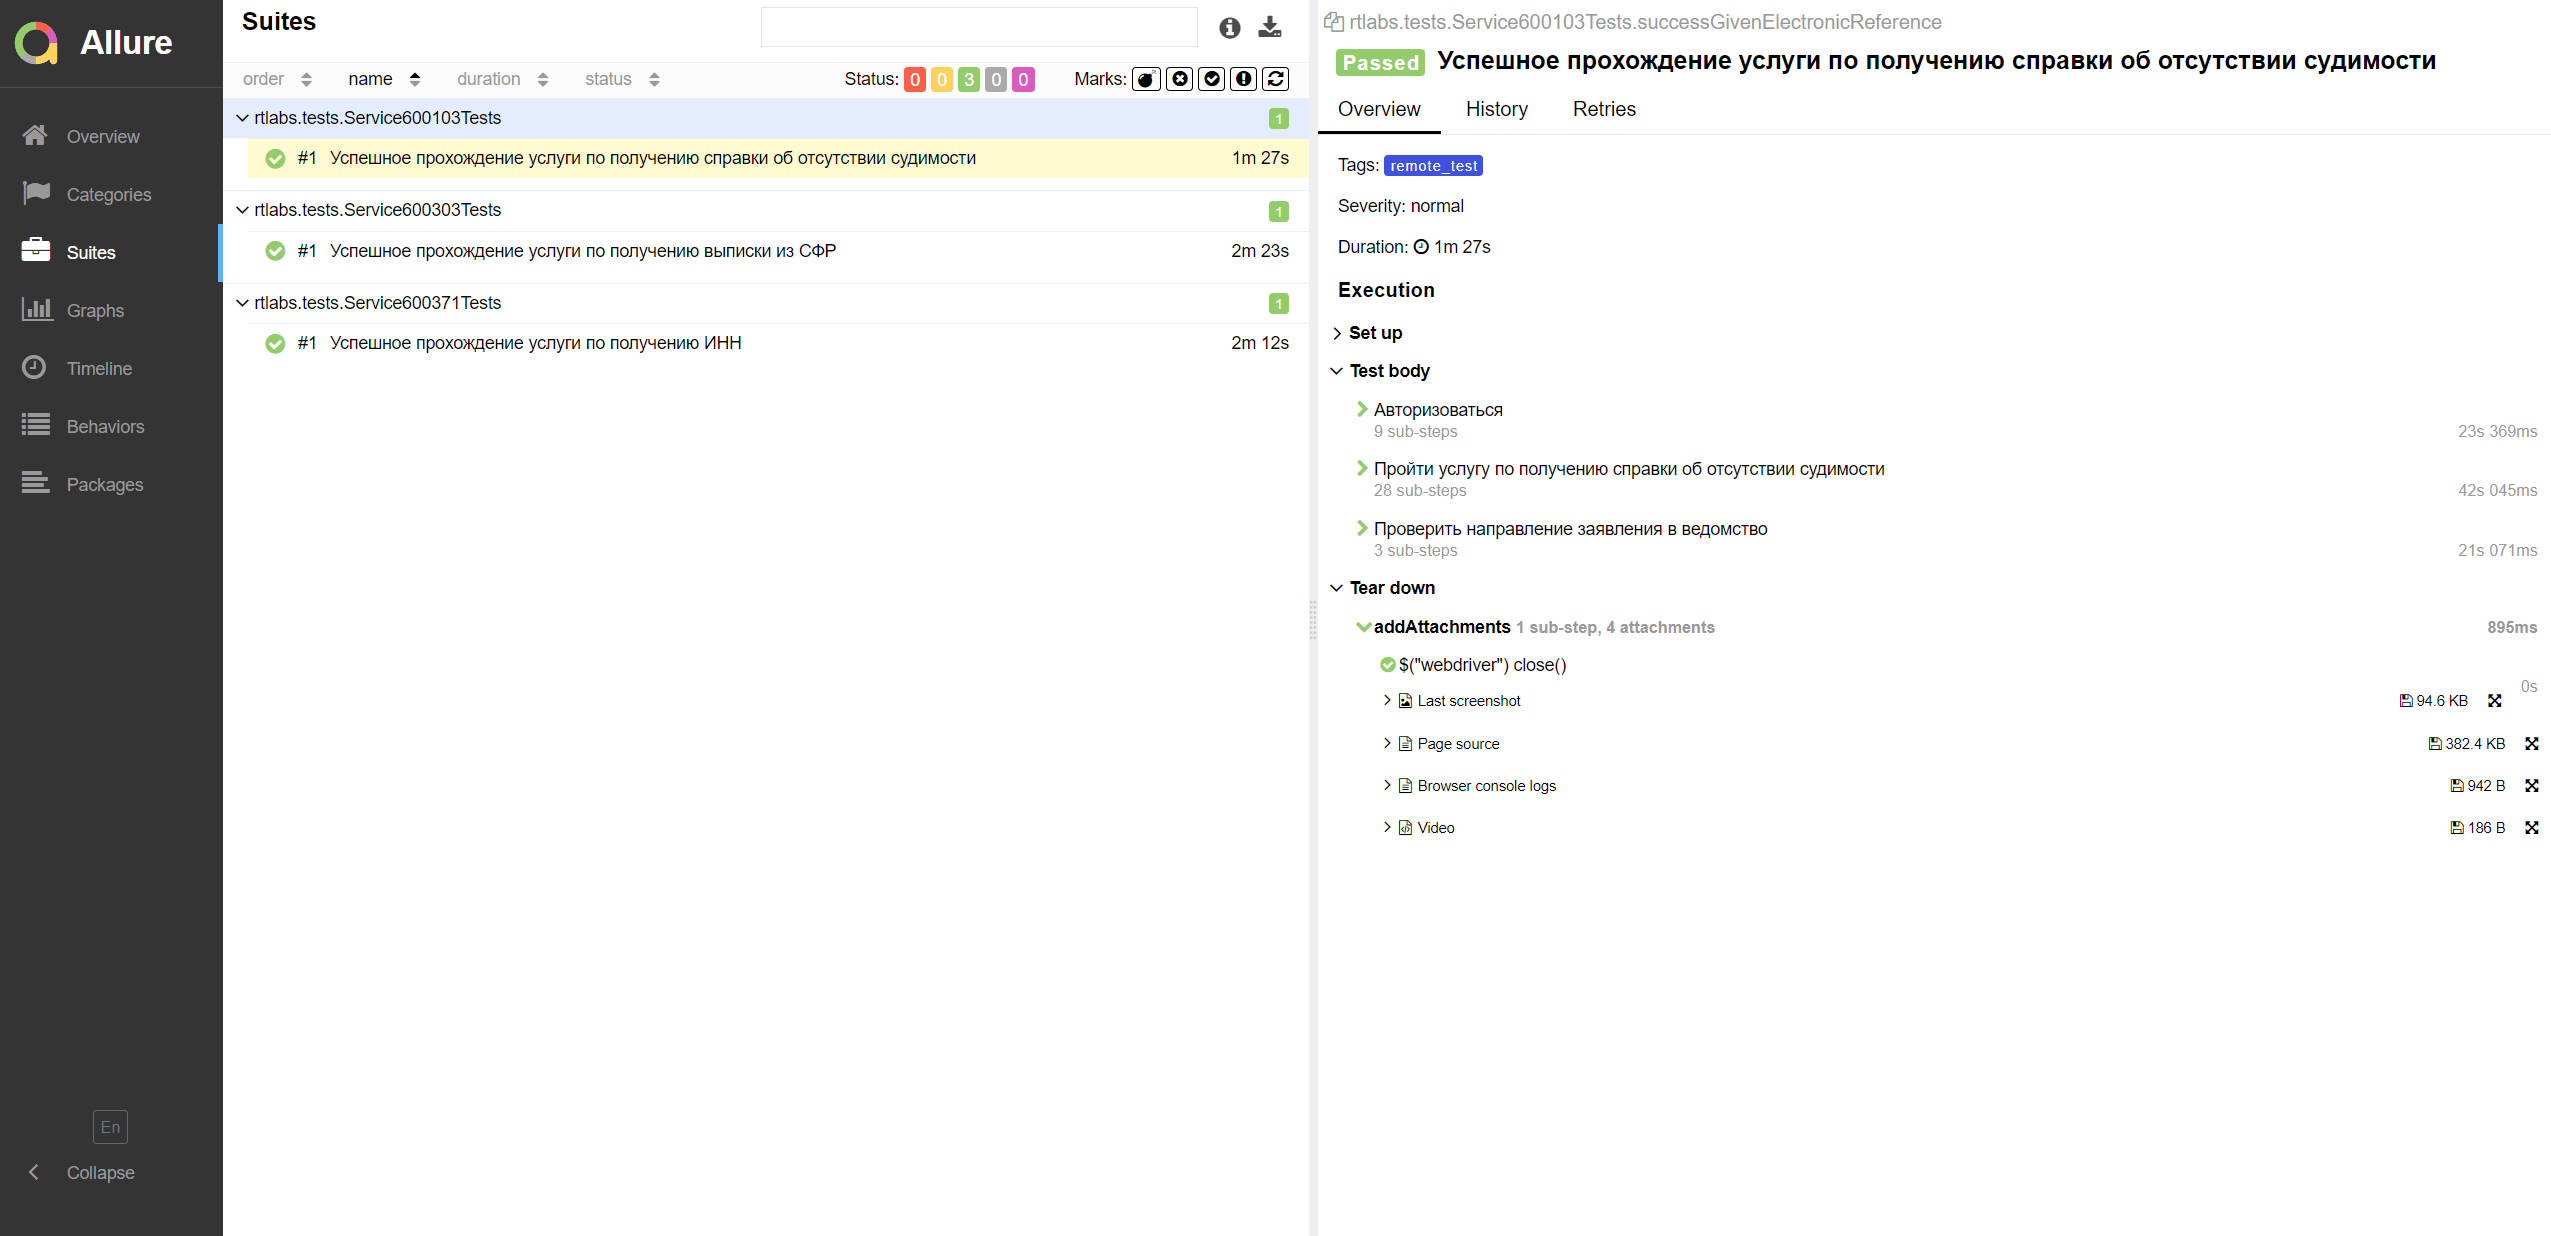 Allure
Overview
Categories
Suites
Graphs
Timeline
Behaviors
Packages
En
Collapse
Suites
order name duration status Status: 0 0 3 0 0 Marks:
rtlabs.tests.Service600103Tests 1
#1 Успешное прохождение услуги по получению справки об отсутствии судимости 1m 27s
rtlabs.tests.Service600303Tests 1
#1 Успешное прохождение услуги по получению выписки из СФР 2m 23s
rtlabs.tests.Service600371Tests 1
#1 Успешное прохождение услуги по получению ИНН 2m 12s
rtlabs.tests.Service600103Tests.successGivenElectronicReference
Passed Успешное прохождение услуги по получению справки об отсутствии судимости
Overview History Retries
Tags: remote_test
Severity: normal
Duration: 1m 27s
Execution
Set up
Test body
Авторизоваться
9 sub-steps 23s 369ms
Пройти услугу по получению справки об отсутствии судимости
28 sub-steps 42s 045ms
Проверить направление заявления в ведомство
3 sub-steps 21s 071ms
Tear down
addAttachments 1 sub-step, 4 attachments 895ms
$("webdriver") close()
0s
Last screenshot 94.6 KB
Page source 382.4 KB
Browser console logs 942 B
Video 186 B